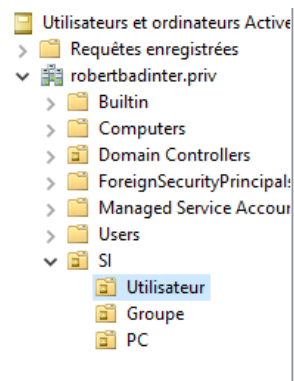 Utilisateurs et ordinateurs Active
Requêtes enregistrées
robertbadinter.priv
Builtin
Computers
Domain Controllers
ForeignSecurityPrincipal
Managed Service Accour
Users
SI
Utilisateur
Groupe
PC